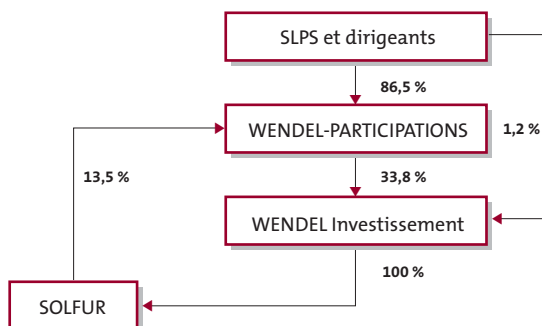 SLPS et dirigeants
86,5 %
WENDEL-PARTICIPATIONS
1,2 %
13,5 %
33,8 %
WENDEL Investissement
100 %
SOLFUR